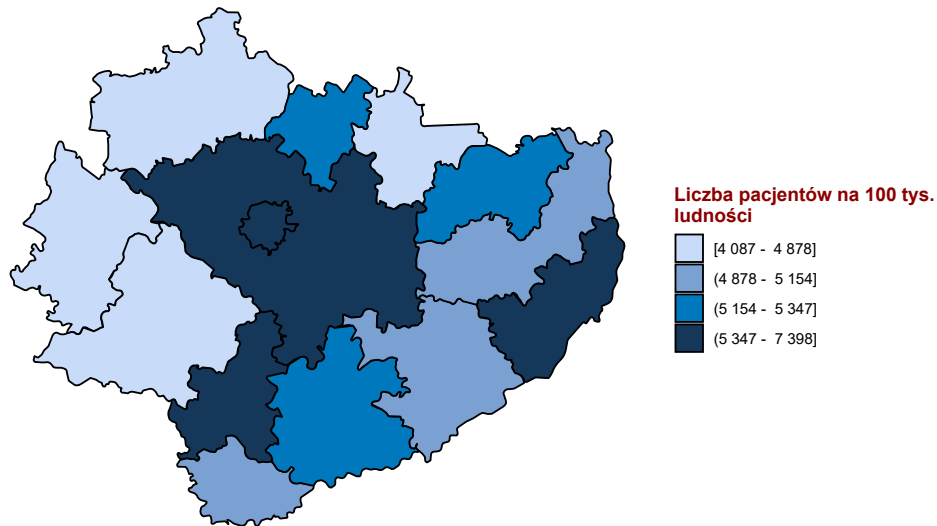 Liczba pacjentów na 100 tys.
ludności
[4 087 - 4 878]
(4 878 - 5 154]
(5 154 - 5 347]
(5 347 - 7 398]